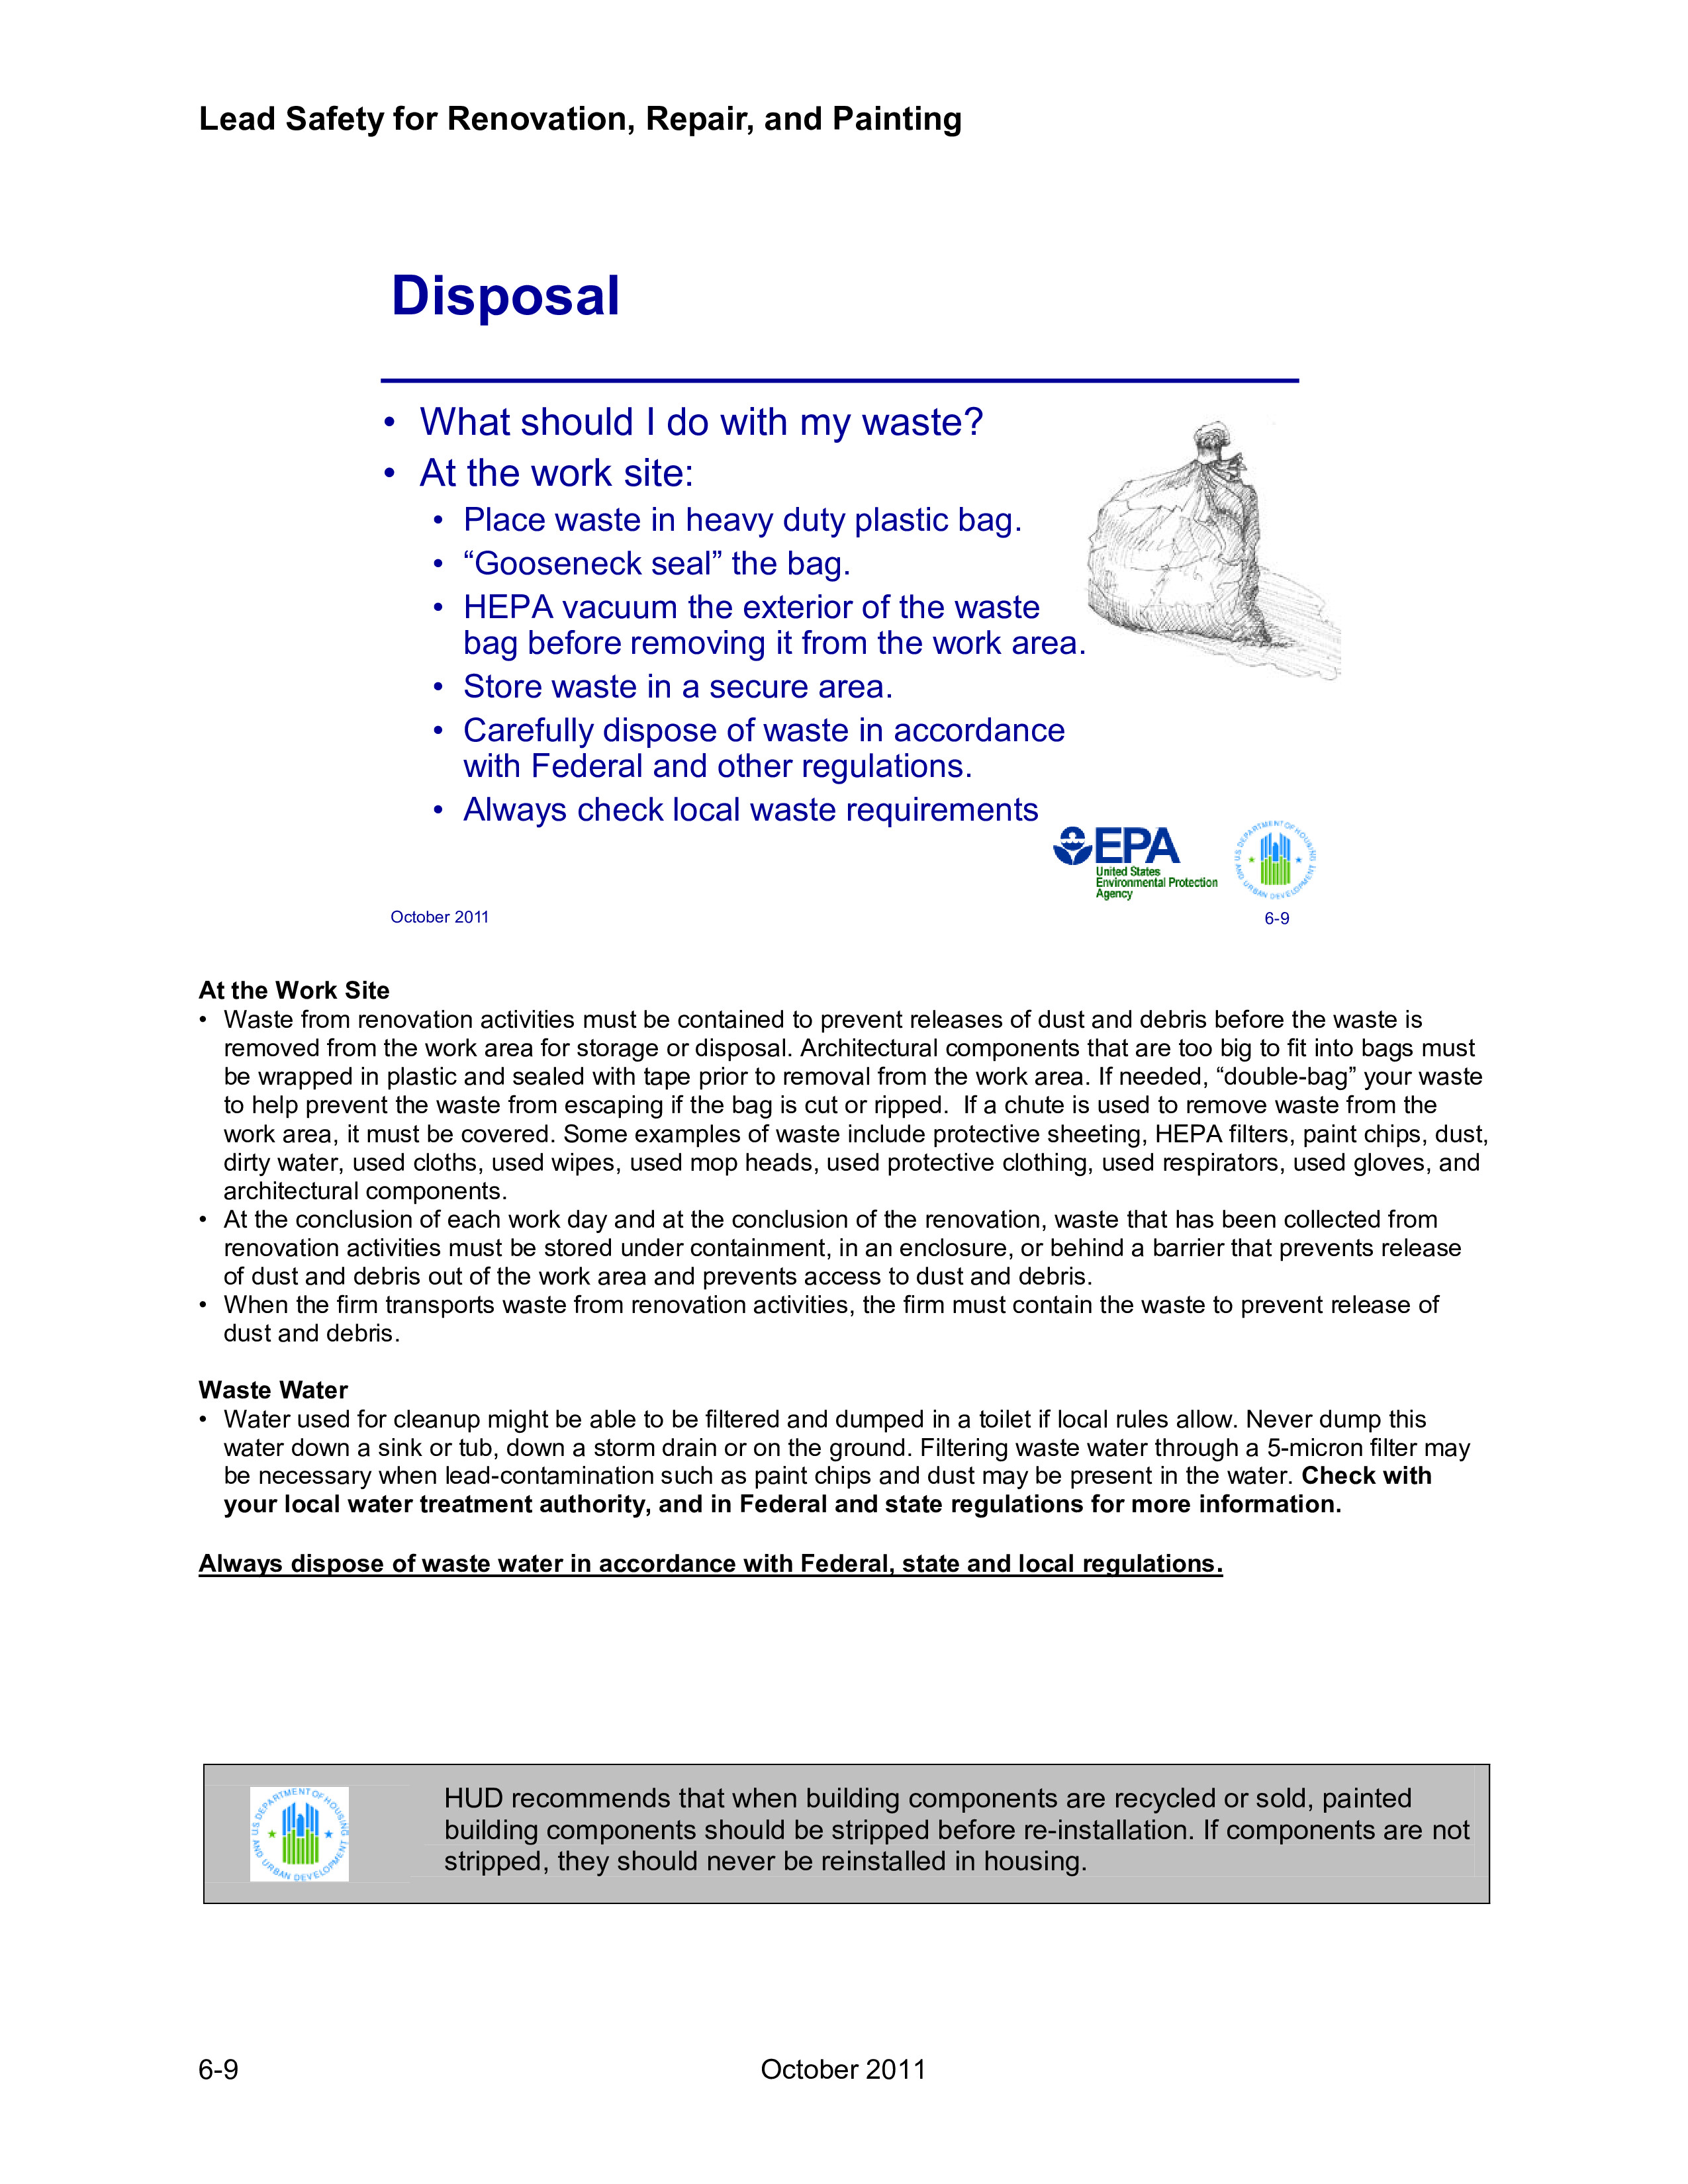 Lead Safety for Renovation, Repair, and Painting
Disposal
• What should I do with my waste?
• At the work site:
• Place waste in heavy duty plastic bag.
• “Gooseneck seal” the bag.
• HEPA vacuum the exterior of the waste
bag before removing it from the work area.
• Store waste in a secure area.
• Carefully dispose of waste in accordance
with Federal and other regulations.
• Always check local waste requirements
EPA
United States
Environmental Protection
Agency
U.S. DEPARTMENT OF HOUSING AND URBAN DEVELOPMENT
October 2011
6-9
At the Work Site
• Waste from renovation activities must be contained to prevent releases of dust and debris before the waste is
removed from the work area for storage or disposal. Architectural components that are too big to fit into bags must
be wrapped in plastic and sealed with tape prior to removal from the work area. If needed, “double-bag” your waste
to help prevent the waste from escaping if the bag is cut or ripped.  If a chute is used to remove waste from the
work area, it must be covered. Some examples of waste include protective sheeting, HEPA filters, paint chips, dust,
dirty water, used cloths, used wipes, used mop heads, used protective clothing, used respirators, used gloves, and
architectural components.
• At the conclusion of each work day and at the conclusion of the renovation, waste that has been collected from
renovation activities must be stored under containment, in an enclosure, or behind a barrier that prevents release
of dust and debris out of the work area and prevents access to dust and debris.
• When the firm transports waste from renovation activities, the firm must contain the waste to prevent release of
dust and debris.
Waste Water
• Water used for cleanup might be able to be filtered and dumped in a toilet if local rules allow. Never dump this
water down a sink or tub, down a storm drain or on the ground. Filtering waste water through a 5-micron filter may
be necessary when lead-contamination such as paint chips and dust may be present in the water. Check with
your local water treatment authority, and in Federal and state regulations for more information.
Always dispose of waste water in accordance with Federal, state and local regulations.
U.S. DEPARTMENT OF HOUSING AND URBAN DEVELOPMENT
HUD recommends that when building components are recycled or sold, painted
building components should be stripped before re-installation. If components are not
stripped, they should never be reinstalled in housing.
6-9
October 2011